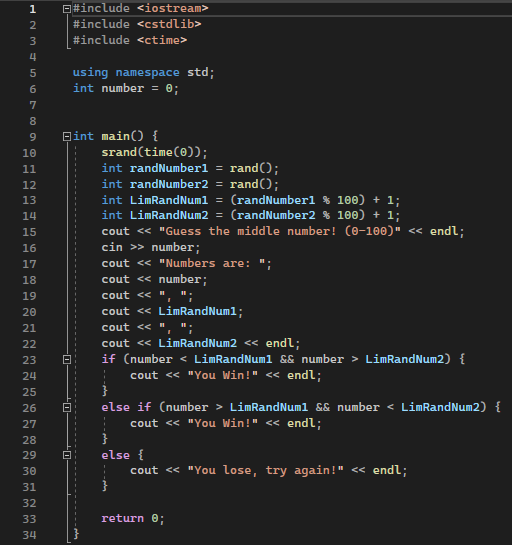 1 #include <iostream>
2 #include <cstdlib>
3 #include <ctime>
4
5 using namespace std;
6 int number = 0;
7
8
9 int main() {
10     srand(time(0));
11     int randNumber1 = rand();
12     int randNumber2 = rand();
13     int LimRandNum1 = (randNumber1 % 100) + 1;
14     int LimRandNum2 = (randNumber2 % 100) + 1;
15     cout << "Guess the middle number! (0-100)" << endl;
16     cin >> number;
17     cout << "Numbers are: ";
18     cout << number;
19     cout << ", ";
20     cout << LimRandNum1;
21     cout << ", ";
22     cout << LimRandNum2 << endl;
23     if (number < LimRandNum1 && number > LimRandNum2) {
24         cout << "You Win!" << endl;
25     }
26     else if (number > LimRandNum1 && number < LimRandNum2) {
27         cout << "You Win!" << endl;
28     }
29     else {
30         cout << "You lose, try again!" << endl;
31     }
32
33     return 0;
34 }